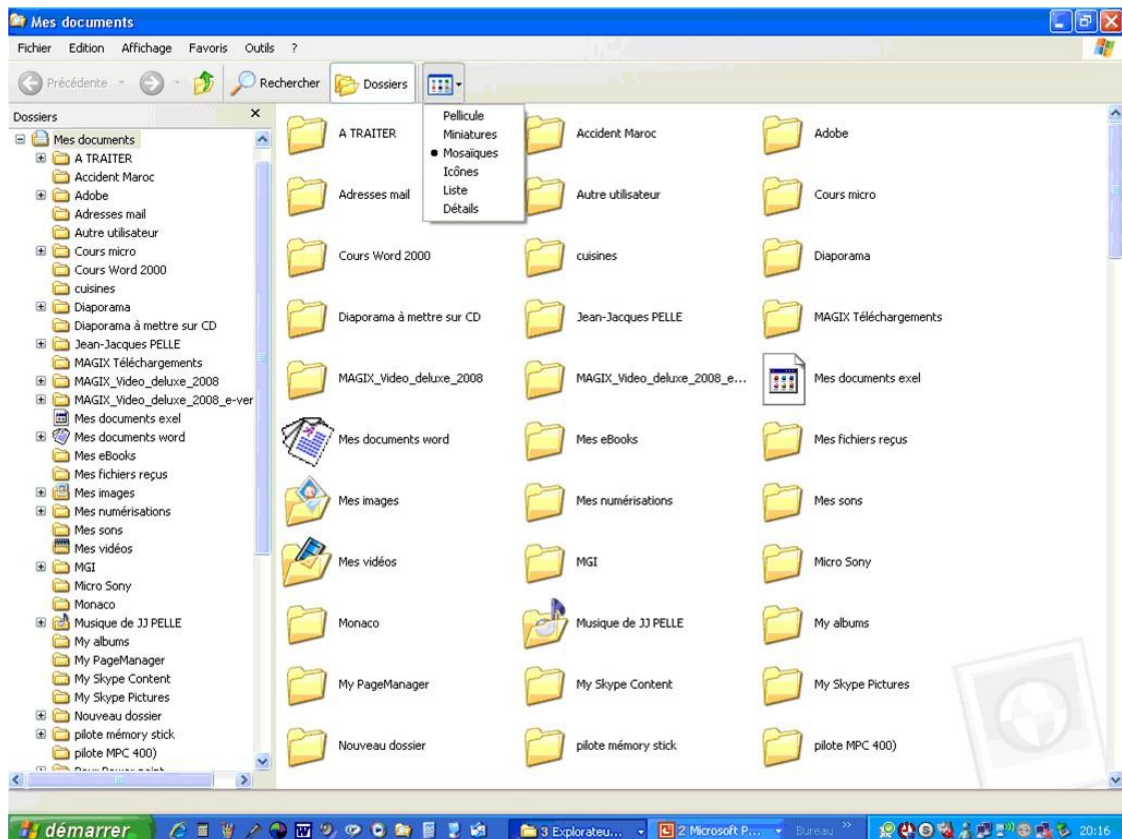 Mes documents
Fichier Edition Affichage Favoris Outils ?
Précédente Rechercher Dossiers
Dossiers
Mes documents
A TRAITER
Accident Maroc
Adobe
Adresses mail
Autre utilisateur
Cours micro
Cours Word 2000
cuisines
Diaporama
Diaporama à mettre sur CD
Jean-Jacques PELLE
MAGIX Téléchargements
MAGIX_Video_deluxe_2008
MAGIX_Video_deluxe_2008_e-ver
Mes documents exel
Mes documents word
Mes eBooks
Mes fichiers reçus
Mes images
Mes numérisations
Mes sons
Mes vidéos
MGI
Micro Sony
Monaco
Musique de JJ PELLE
My albums
My PageManager
My Skype Content
My Skype Pictures
Nouveau dossier
pilote mémory stick
pilote MPC 400)
Pellicule
Miniatures
Mosaïques
Icônes
Liste
Détails
A TRAITER Accident Maroc Adobe
Adresses mail Autre utilisateur Cours micro
Cours Word 2000 cuisines Diaporama
Diaporama à mettre sur CD Jean-Jacques PELLE MAGIX Téléchargements
MAGIX_Video_deluxe_2008 MAGIX_Video_deluxe_2008_e... Mes documents exel
Mes documents word Mes eBooks Mes fichiers reçus
Mes images Mes numérisations Mes sons
Mes vidéos MGI Micro Sony
Monaco Musique de JJ PELLE My albums
My PageManager My Skype Content My Skype Pictures
Nouveau dossier pilote mémory stick pilote MPC 400)
démarrer 3 Explorateu... 2 Microsoft P... Bureau 20:16